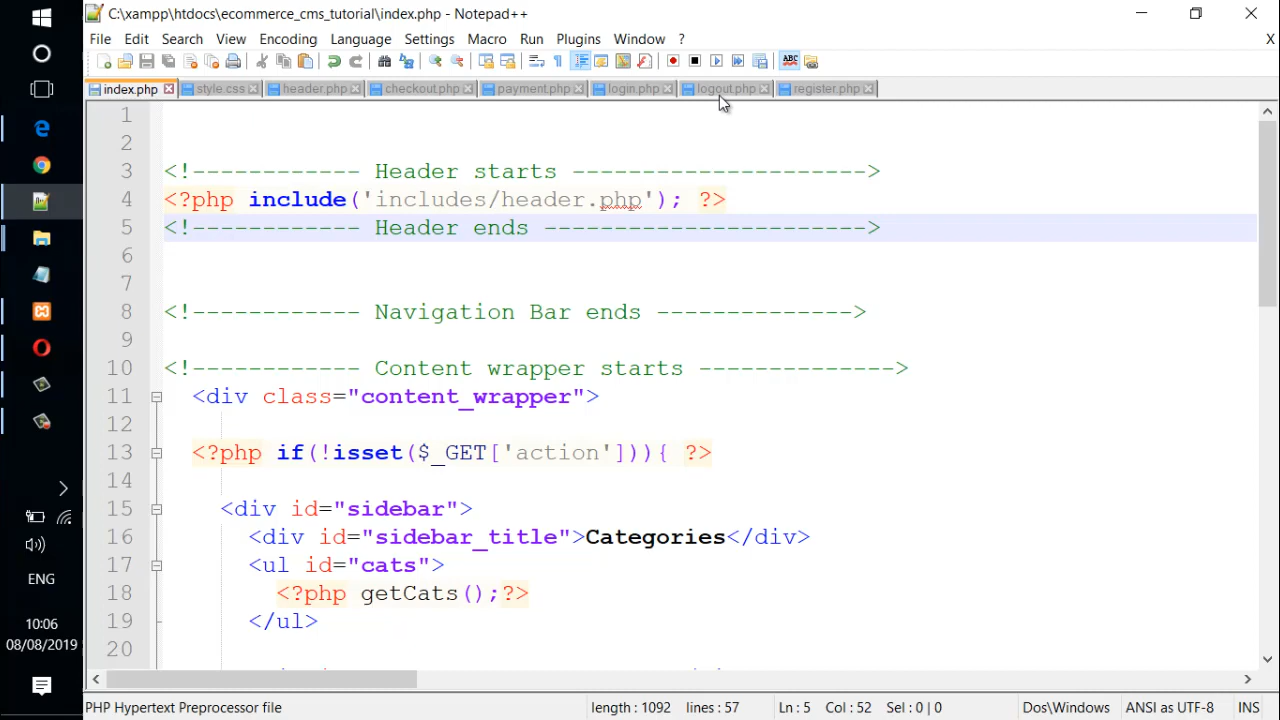 C:\xampp\htdocs\ecommerce_cms_tutorial\index.php - Notepad++
File Edit Search View Encoding Language Settings Macro Run Plugins Window ? X
ABC
index.php style.css header.php checkout.php payment.php login.php logout.php register.php
1
2
3 <!------------ Header starts --------------------->
4 <?php include('includes/header.php'); ?>
5 <!------------ Header ends ----------------------->
6
7
8 <!------------ Navigation Bar ends -------------->
9
10 <!------------ Content wrapper starts -------------->
11 <div class="content_wrapper">
12
13 <?php if(!isset($_GET['action'])){ ?>
14
15 <div id="sidebar">
16 <div id="sidebar_title">Categories</div>
17 <ul id="cats">
18 <?php getCats();?>
19 </ul>
20
ENG
10:06
08/08/2019
PHP Hypertext Preprocessor file length : 1092 lines : 57 Ln : 5 Col : 52 Sel : 0 | 0 Dos\Windows ANSI as UTF-8 INS